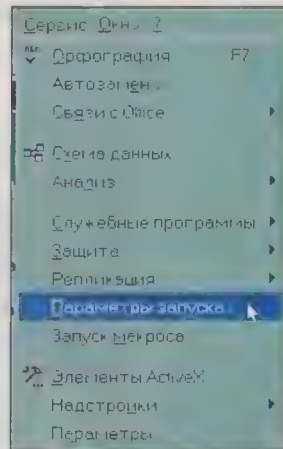 Сервис Окно ?
Орфография F7
Автозамена
Связи с Office
Схема данных
Анализ
Служебные программы
Защита
Репликация
Параметры запуска
Запуск макроса
Элементы ActiveX
Надстройки
Параметры